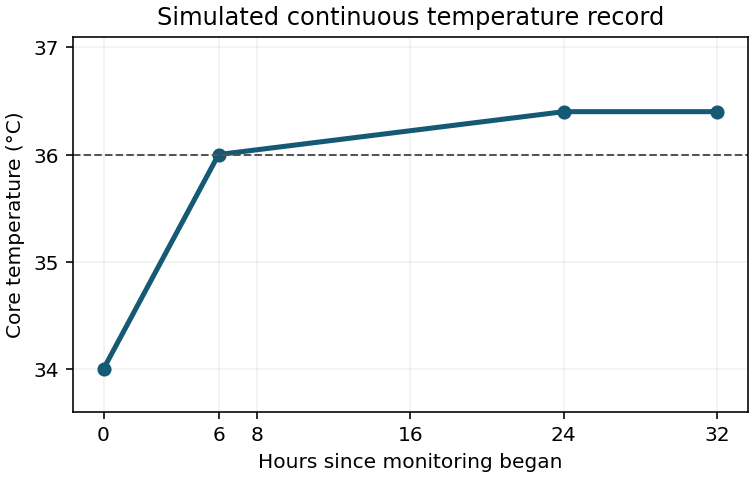 Simulated continuous temperature record
Core temperature (°C)
37
36
35
34
0 6 8 16 24 32
Hours since monitoring began